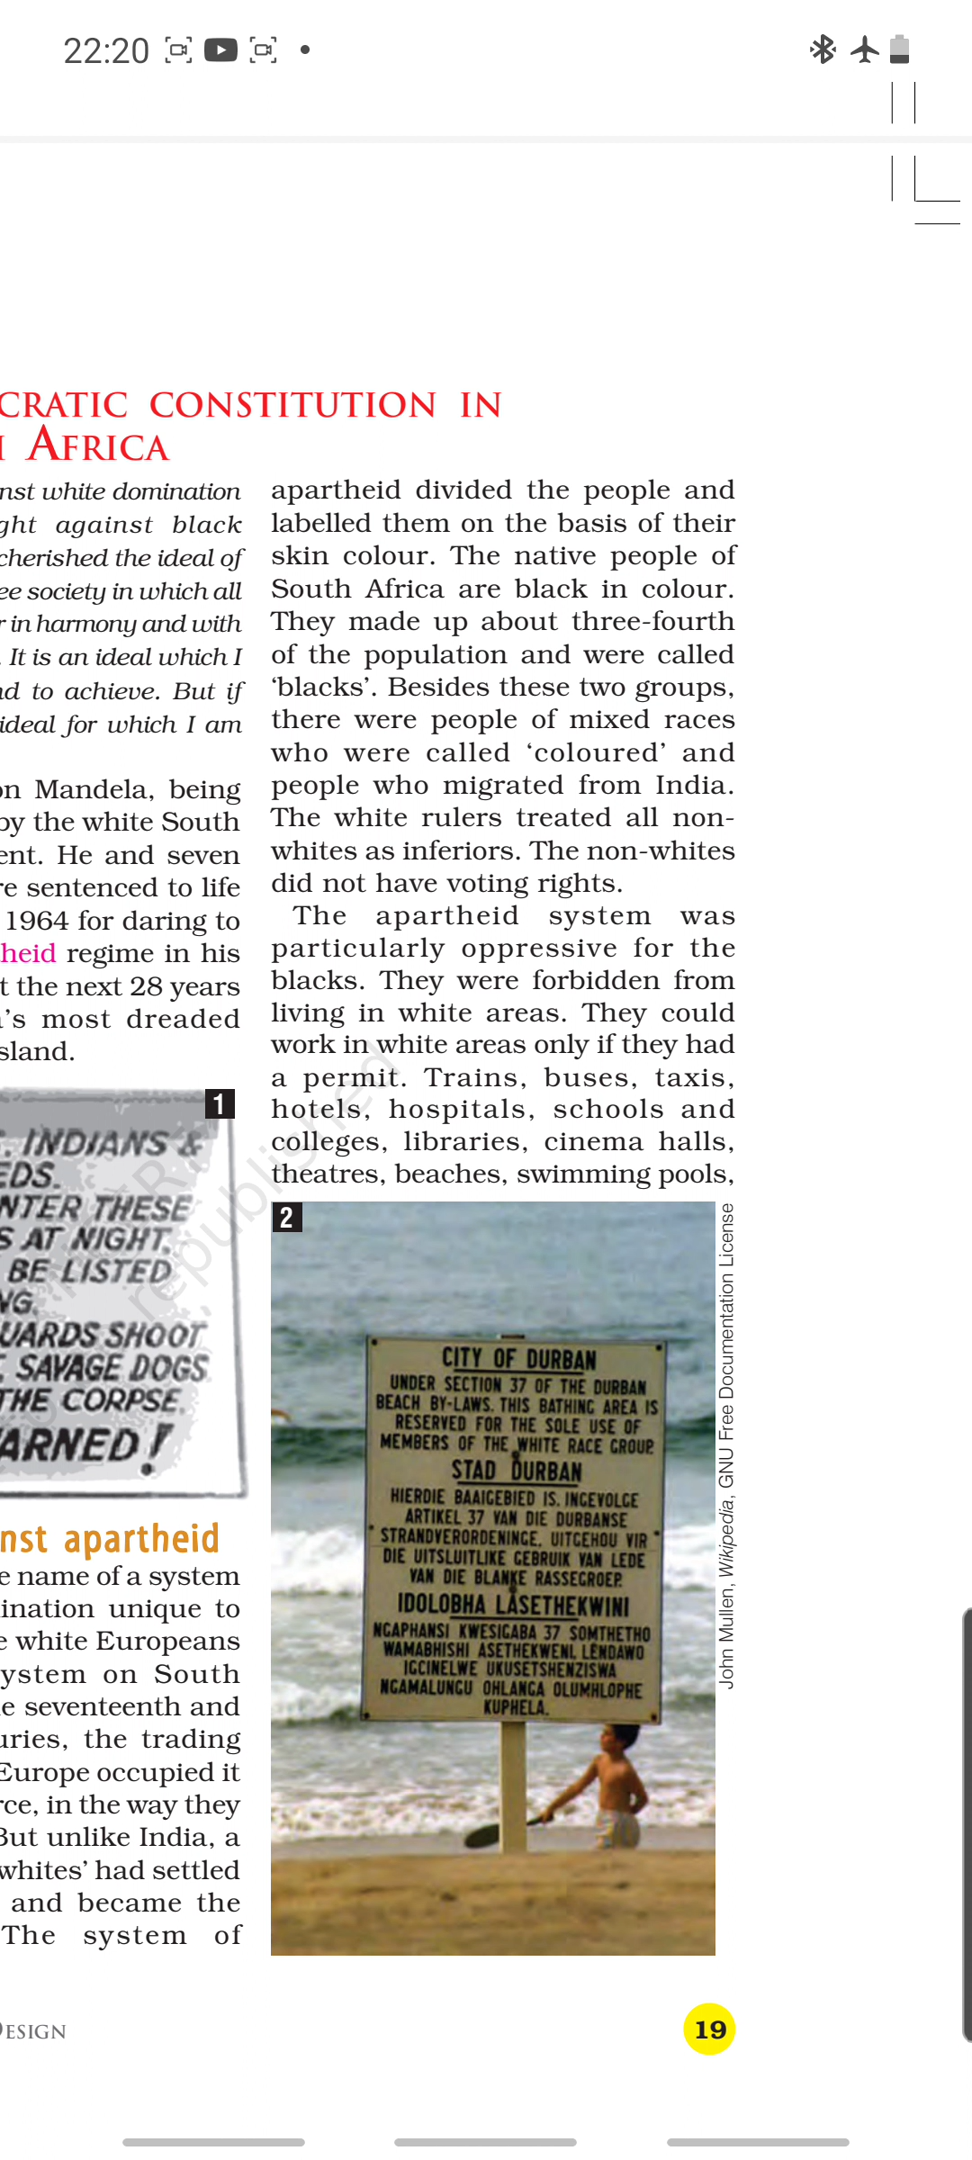 22:20
CRATIC CONSTITUTION IN
AFRICA
nst white domination
ght against black
cherished the ideal of
ee society in which all
r in harmony and with
. It is an ideal which I
nd to achieve. But if
ideal for which I am
on Mandela, being
by the white South
ent. He and seven
re sentenced to life
1964 for daring to
heid regime in his
t the next 28 years
's most dreaded
sland.
1
. INDIANS &
EDS.
NTER THESE
S AT NIGHT,
BE LISTED
NG.
UARDS SHOOT
SAVAGE DOGS
THE CORPSE.
ARNED!
nst apartheid
e name of a system
ination unique to
e white Europeans
ystem on South
e seventeenth and
uries, the trading
Europe occupied it
rce, in the way they
But unlike India, a
whites' had settled
and became the
The system of
apartheid divided the people and
labelled them on the basis of their
skin colour. The native people of
South Africa are black in colour.
They made up about three-fourth
of the population and were called
‘blacks’. Besides these two groups,
there were people of mixed races
who were called ‘coloured’ and
people who migrated from India.
The white rulers treated all non-
whites as inferiors. The non-whites
did not have voting rights.
The apartheid system was
particularly oppressive for the
blacks. They were forbidden from
living in white areas. They could
work in white areas only if they had
a permit. Trains, buses, taxis,
hotels, hospitals, schools and
colleges, libraries, cinema halls,
theatres, beaches, swimming pools,
republished
2
CITY OF DURBAN
UNDER SECTION 37 OF THE DURBAN
BEACH BY-LAWS. THIS BATHING AREA IS
RESERVED FOR THE SOLE USE OF
MEMBERS OF THE WHITE RACE GROUP.
STAD DURBAN
HIERDIE BAAIGEBIED IS, INGEVOLGE
ARTIKEL 37 VAN DIE DURBANSE
STRANDVERORDENINGE, UITGEHOU VIR
DIE UITSLUITLIKE GEBRUIK VAN LEDE
VAN DIE BLANKE RASSEGROEP.
IDOLOBHA LASETHEKWINI
NGAPHANSI KWESIGABA 37 SOMTHETHO
WAMABHISHI ASETHEKWENI, LENDAWO
IGCINELWE UKUSETSHENZISWA
NGAMALUNGU OHLANGA OLUMHLOPHE
KUPHELA.
John Mullen, Wikipedia, GNU Free Documentation License
ESIGN
19